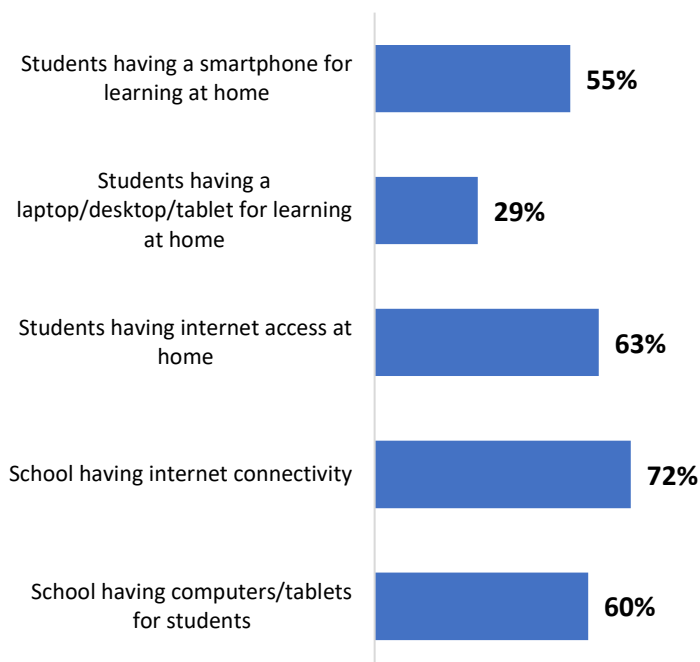 Students having a smartphone for
learning at home
55%
Students having a
laptop/desktop/tablet for learning
at home
29%
Students having internet access at
home
63%
School having internet connectivity
72%
School having computers/tablets
for students
60%